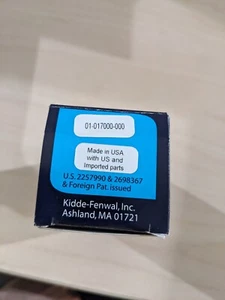 01-017000-000
Made in USA
with US and
Imported parts
U.S. 2257990 & 2698367
& Foreign Pat. issued
Kidde-Fenwal, Inc.
Ashland, MA 01721